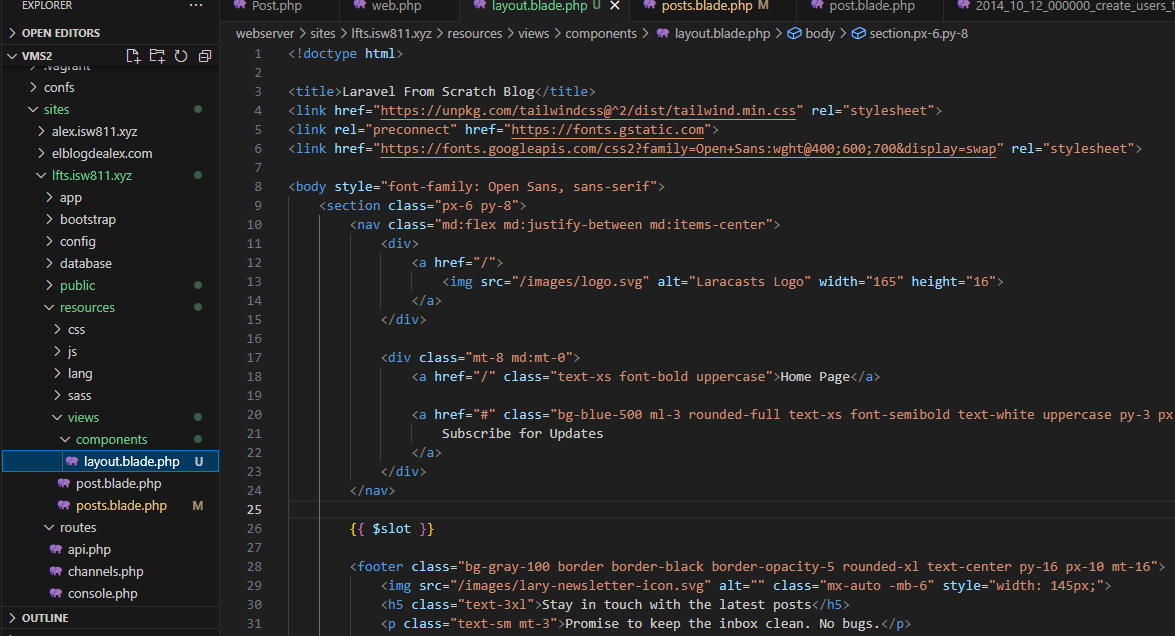 EXPLORER
Post.php
web.php
layout.blade.php U
posts.blade.php M
post.blade.php
2014_10_12_000000_create_users_t
OPEN EDITORS
VMS2
.vagrant
confs
sites
alex.isw811.xyz
elblogdealex.com
lfts.isw811.xyz
app
bootstrap
config
database
public
resources
css
js
lang
sass
views
components
layout.blade.php U
post.blade.php
posts.blade.php M
routes
api.php
channels.php
console.php
OUTLINE
webserver > sites > lfts.isw811.xyz > resources > views > components > layout.blade.php > body > section.px-6.py-8
1 <!doctype html>
2
3 <title>Laravel From Scratch Blog</title>
4 <link href="https://unpkg.com/tailwindcss@^2/dist/tailwind.min.css" rel="stylesheet">
5 <link rel="preconnect" href="https://fonts.gstatic.com">
6 <link href="https://fonts.googleapis.com/css2?family=Open+Sans:wght@400;600;700&display=swap" rel="stylesheet">
7
8 <body style="font-family: Open Sans, sans-serif">
9 <section class="px-6 py-8">
10 <nav class="md:flex md:justify-between md:items-center">
11 <div>
12 <a href="/">
13 <img src="/images/logo.svg" alt="Laracasts Logo" width="165" height="16">
14 </a>
15 </div>
16
17 <div class="mt-8 md:mt-0">
18 <a href="/" class="text-xs font-bold uppercase">Home Page</a>
19
20 <a href="#" class="bg-blue-500 ml-3 rounded-full text-xs font-semibold text-white uppercase py-3 px
21 Subscribe for Updates
22 </a>
23 </div>
24 </nav>
25
26 {{ $slot }}
27
28 <footer class="bg-gray-100 border border-black border-opacity-5 rounded-xl text-center py-16 px-10 mt-16">
29 <img src="/images/lary-newsletter-icon.svg" alt="" class="mx-auto -mb-6" style="width: 145px;">
30 <h5 class="text-3xl">Stay in touch with the latest posts</h5>
31 <p class="text-sm mt-3">Promise to keep the inbox clean. No bugs.</p>